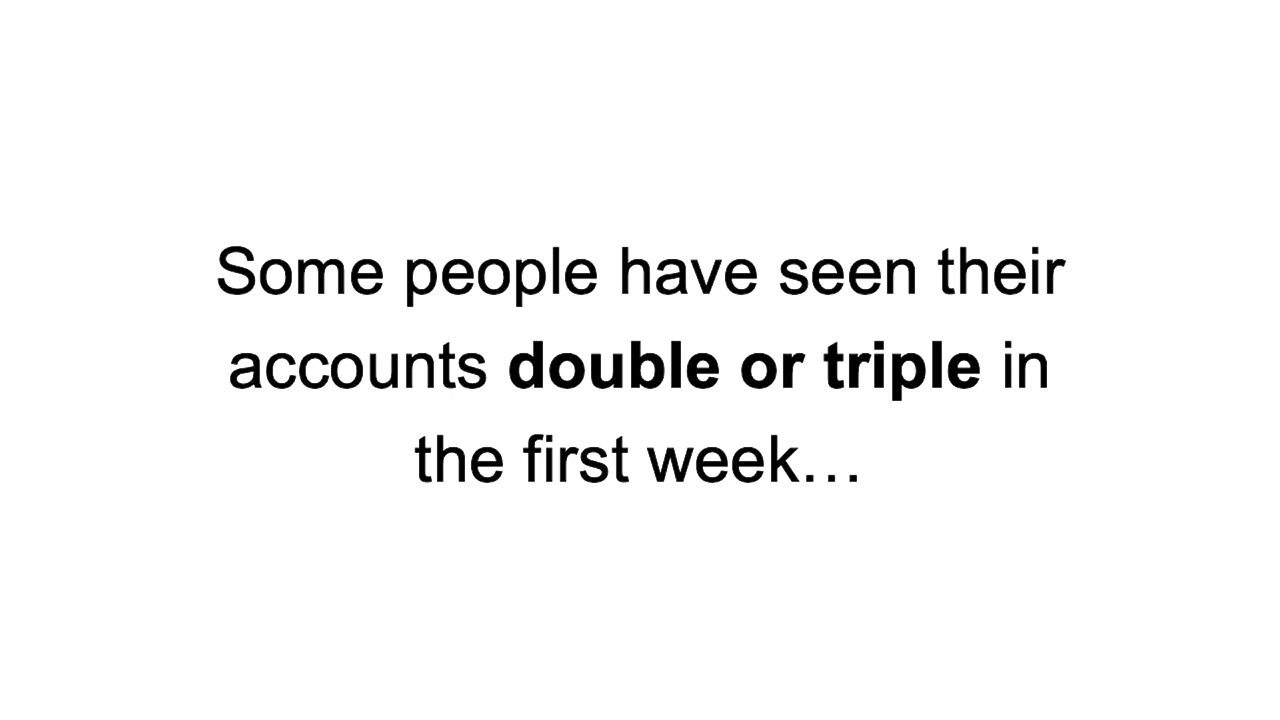 Some people have seen their
accounts double or triple in
the first week…